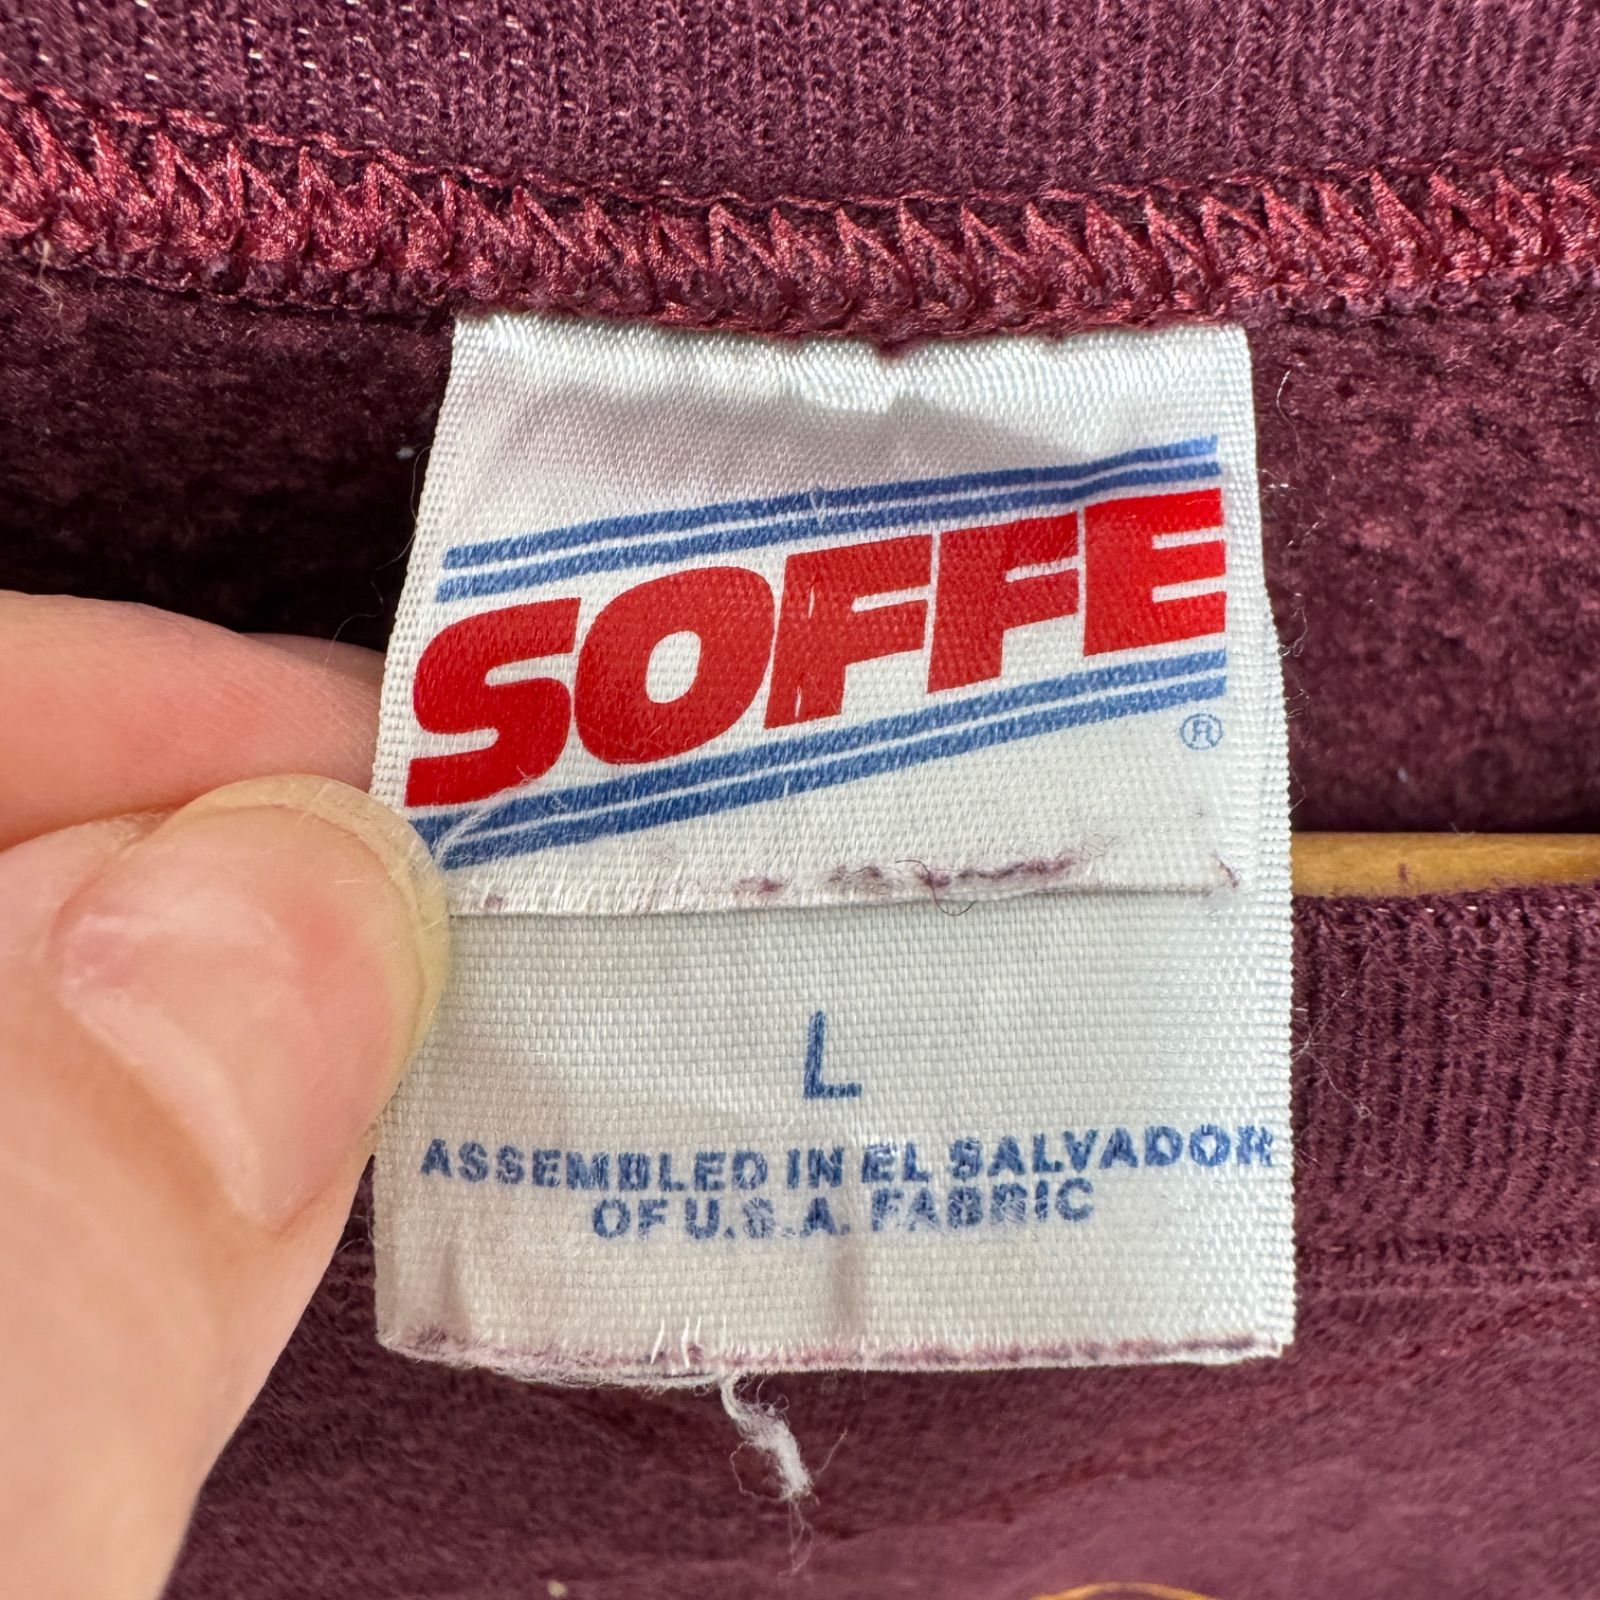 SOFFE
®
L
ASSEMBLED IN EL SALVADOR
OF U.S.A. FABRIC